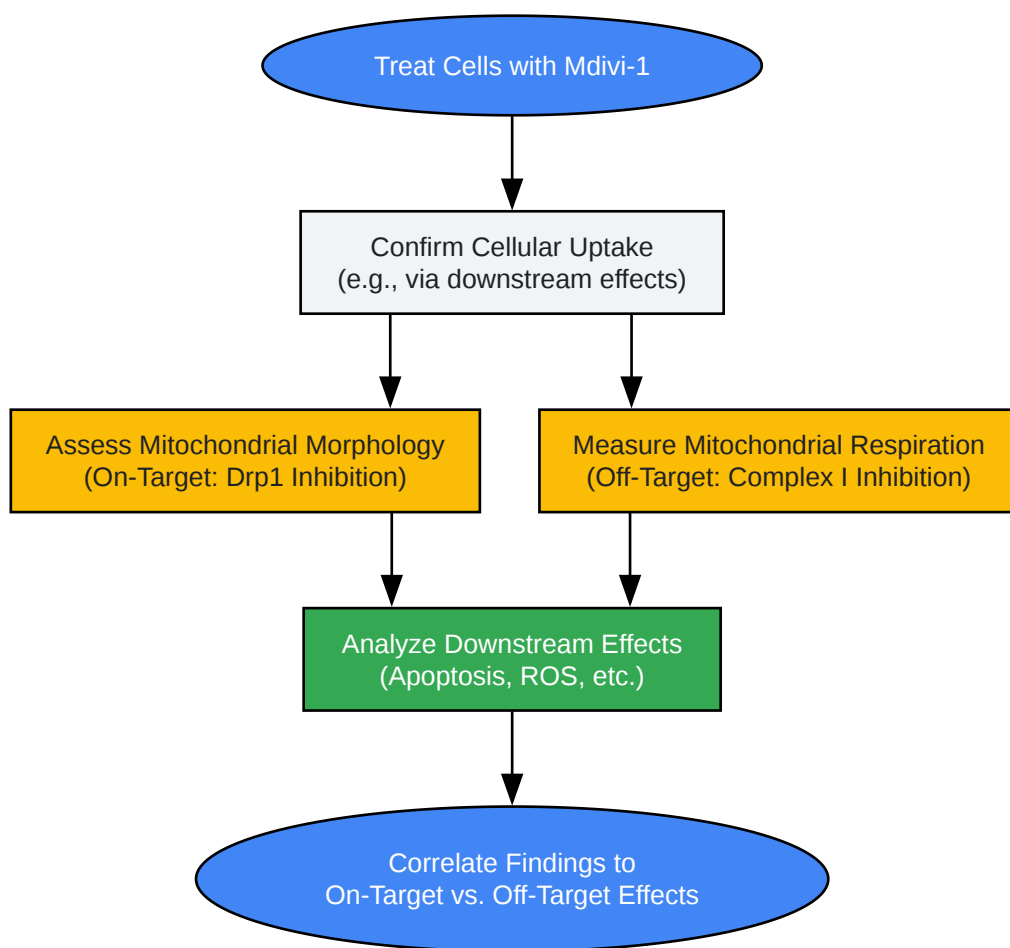 Treat Cells with Mdivi-1
Confirm Cellular Uptake
(e.g., via downstream effects)
Assess Mitochondrial Morphology
(On-Target: Drp1 Inhibition)
Measure Mitochondrial Respiration
(Off-Target: Complex I Inhibition)
Analyze Downstream Effects
(Apoptosis, ROS, etc.)
Correlate Findings to
On-Target vs. Off-Target Effects